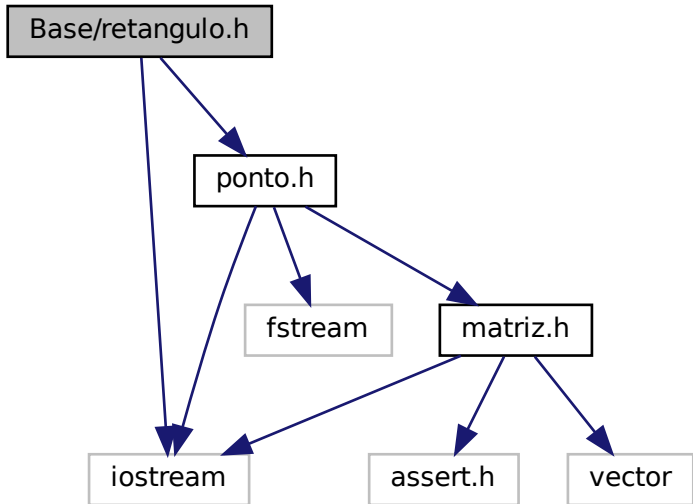 Base/retangulo.h
ponto.h
fstream
matriz.h
iostream
assert.h
vector